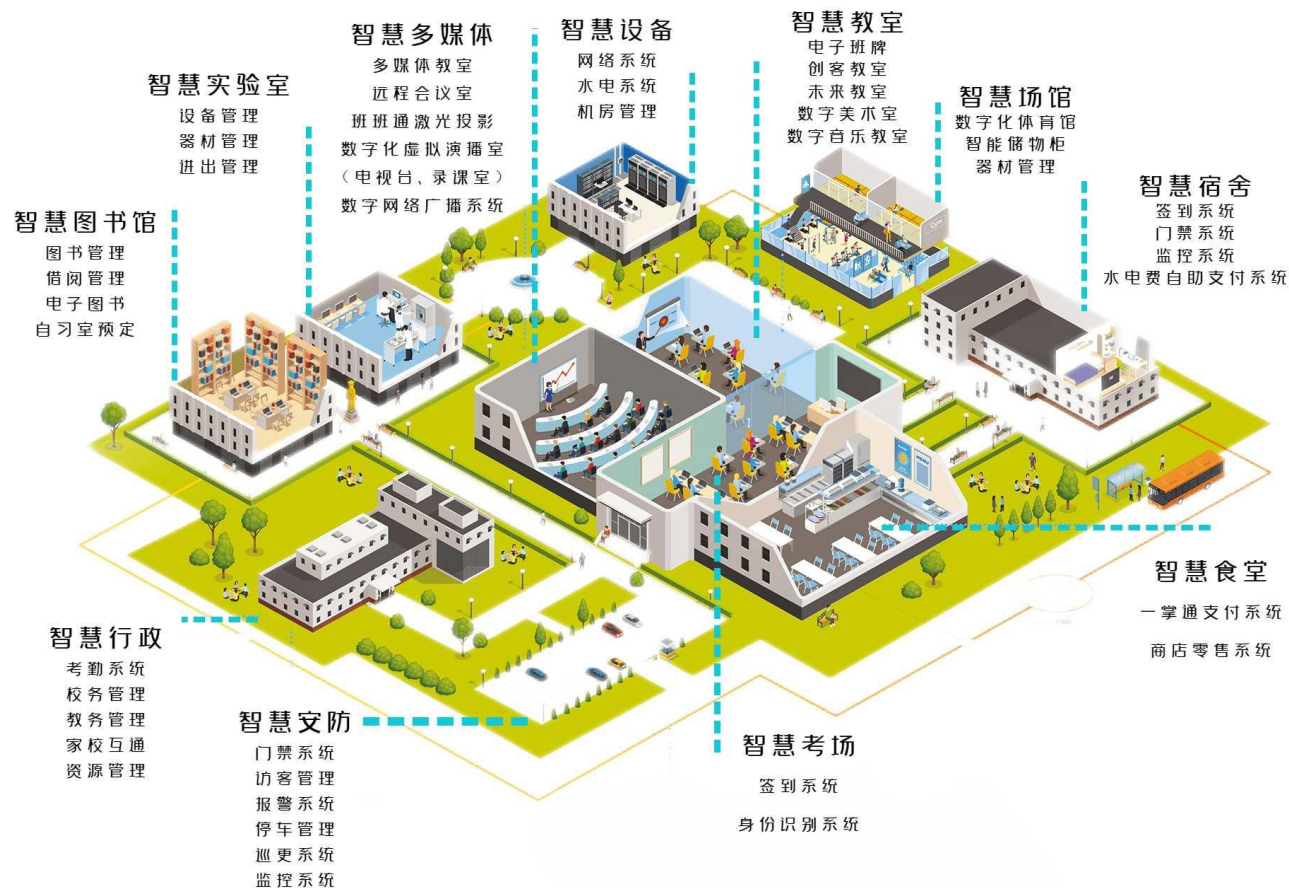 智慧多媒体
多媒体教室
远程会议室
班班通激光投影
数字化虚拟演播室
（电视台、录课室）
数字网络广播系统
智慧设备
网络系统
水电系统
机房管理
智慧教室
电子班牌
创客教室
未来教室
数字美术室
数字音乐教室
智慧实验室
设备管理
器材管理
进出管理
智慧场馆
数字化体育馆
智能储物柜
器材管理
智慧宿舍
签到系统
门禁系统
监控系统
水电费自助支付系统
智慧图书馆
图书管理
借阅管理
电子图书
自习室预定
Gym
MENU
智慧食堂
一掌通支付系统
商店零售系统
智慧行政
考勤系统
校务管理
教务管理
家校互通
资源管理
智慧安防
门禁系统
访客管理
报警系统
停车管理
巡更系统
监控系统
智慧考场
签到系统
身份识别系统